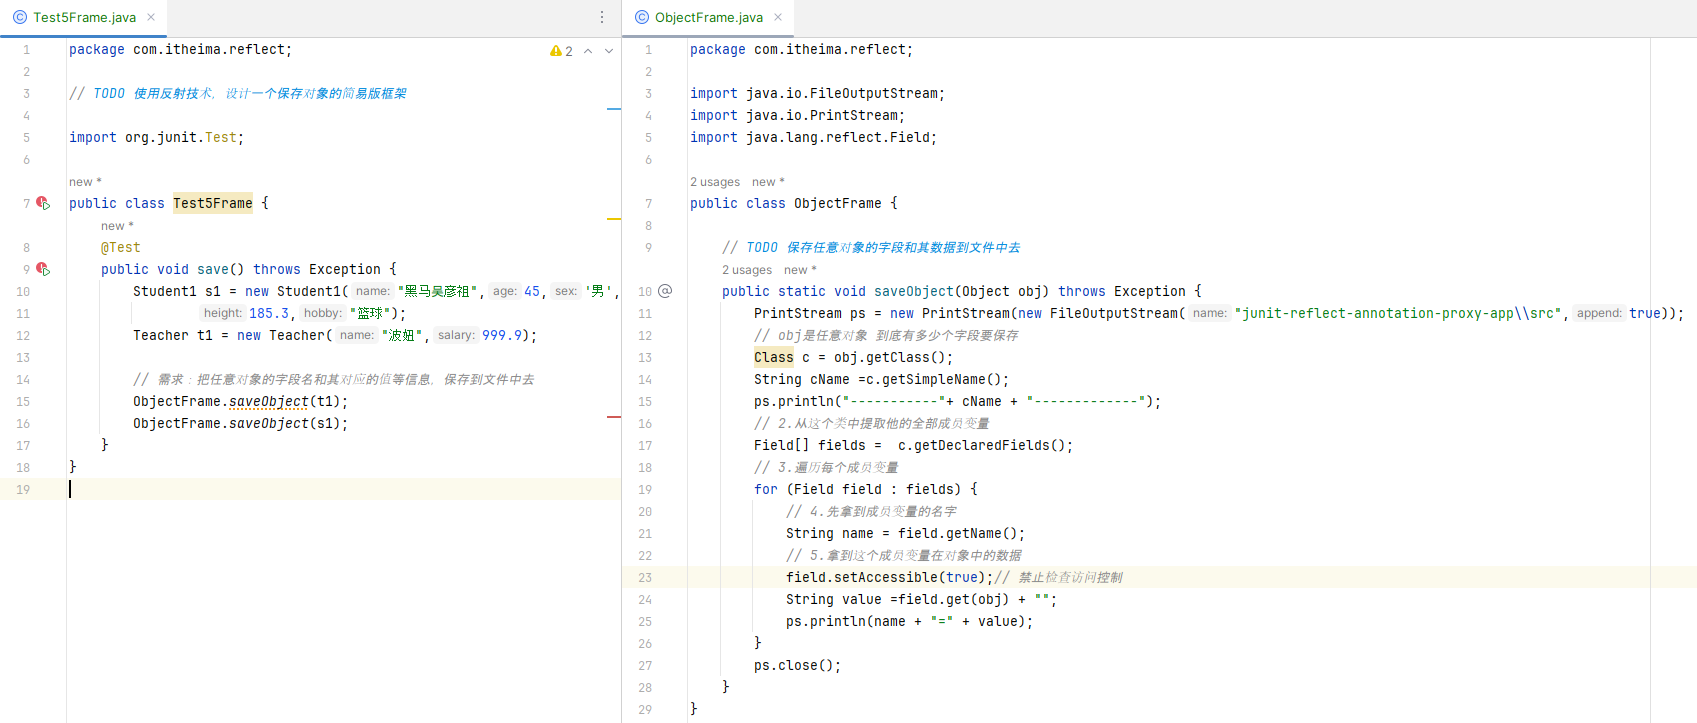 Test5Frame.java
1 package com.itheima.reflect;
2
2
3 // TODO 使用反射技术，设计一个保存对象的简易版框架
4
5 import org.junit.Test;
6
new *
7 public class Test5Frame {
new *
8 @Test
9 public void save() throws Exception {
10 Student1 s1 = new Student1( name: "黑马吴彦祖", age: 45, sex: '男',
11 height: 185.3, hobby: "篮球");
12 Teacher t1 = new Teacher( name: "波妞", salary: 999.9);
13
14 // 需求：把任意对象的字段名和其对应的值等信息，保存到文件中去
15 ObjectFrame.saveObject(t1);
16 ObjectFrame.saveObject(s1);
17 }
18 }
19
ObjectFrame.java
1 package com.itheima.reflect;
2
3 import java.io.FileOutputStream;
4 import java.io.PrintStream;
5 import java.lang.reflect.Field;
6
2 usages new *
7 public class ObjectFrame {
8
9 // TODO 保存任意对象的字段和其数据到文件中去
2 usages new *
10 public static void saveObject(Object obj) throws Exception {
11 PrintStream ps = new PrintStream(new FileOutputStream( name: "junit-reflect-annotation-proxy-app\\src", append: true));
12 // obj是任意对象 到底有多少个字段要保存
13 Class c = obj.getClass();
14 String cName =c.getSimpleName();
15 ps.println("-----------"+ cName + "-------------");
16 // 2.从这个类中提取他的全部成员变量
17 Field[] fields = c.getDeclaredFields();
18 // 3.遍历每个成员变量
19 for (Field field : fields) {
20 // 4.先拿到成员变量的名字
21 String name = field.getName();
22 // 5.拿到这个成员变量在对象中的数据
23 field.setAccessible(true);// 禁止检查访问控制
24 String value =field.get(obj) + "";
25 ps.println(name + "=" + value);
26 }
27 ps.close();
28 }
29 }